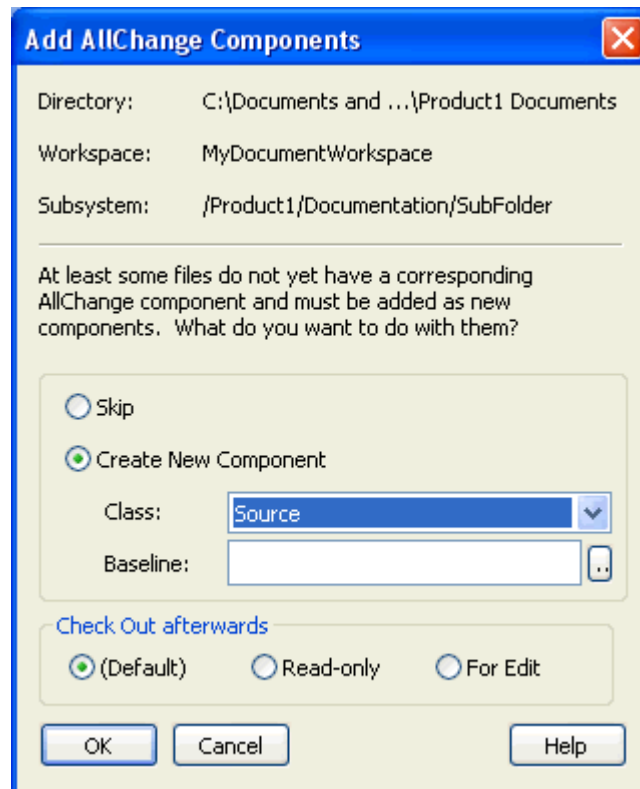 Add AllChange Components
Directory: C:\Documents and ...\Product1 Documents
Workspace: MyDocumentWorkspace
Subsystem: /Product1/Documentation/SubFolder
At least some files do not yet have a corresponding
AllChange component and must be added as new
components. What do you want to do with them?
Skip
Create New Component
Class: Source
Baseline: ..
Check Out afterwards
(Default) Read-only For Edit
OK Cancel Help